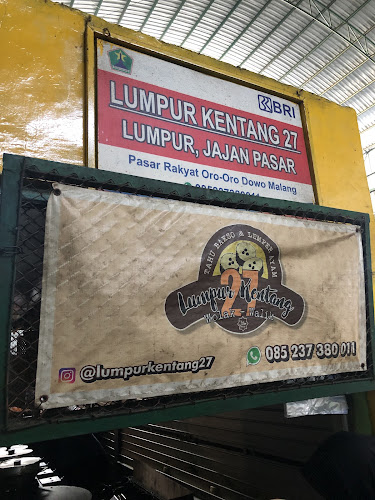 BRI
LUMPUR KENTANG 27
LUMPUR, JAJAN PASAR
Pasar Rakyat Oro-Oro Dowo Malang
TAHU BAKSO & LUMPER AYAM
27
Lumpur Kentang
@lumpurkentang27
085 237 380 011